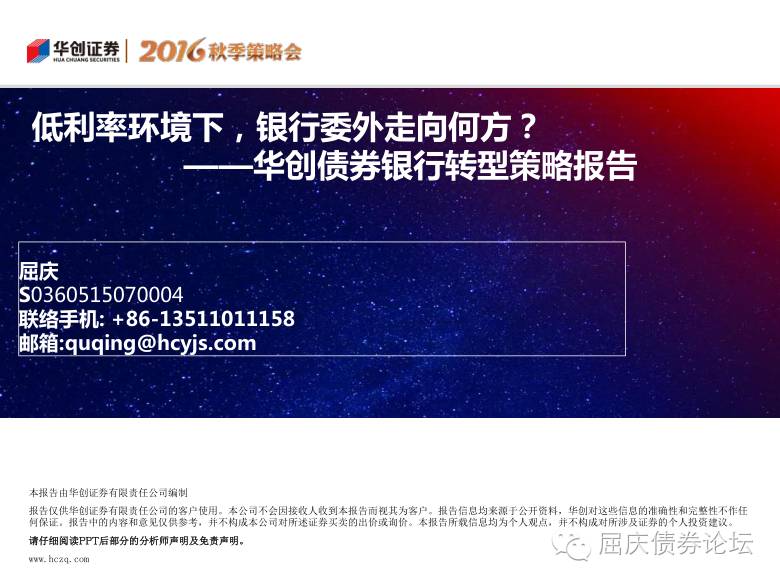 华创证券
HUA CHUANG SECURITIES
2016秋季策略会
低利率环境下，银行委外走向何方？
——华创债券银行转型策略报告
屈庆
S0360515070004
联络手机: +86-13511011158
邮箱:quqing@hcyjs.com
本报告由华创证券有限责任公司编制
报告仅供华创证券有限责任公司的客户使用。本公司不会因接收人收到本报告而视其为客户。报告信息均来源于公开资料，华创对这些信息的准确性和完整性不作任
何保证。报告中的内容和意见仅供参考，并不构成本公司对所述证券买卖的出价或询价。本报告所载信息均为个人观点，并不构成对所涉及证券的个人投资建议。
请仔细阅读PPT后部分的分析师声明及免责声明。
www.hczq.com
屈庆债券论坛